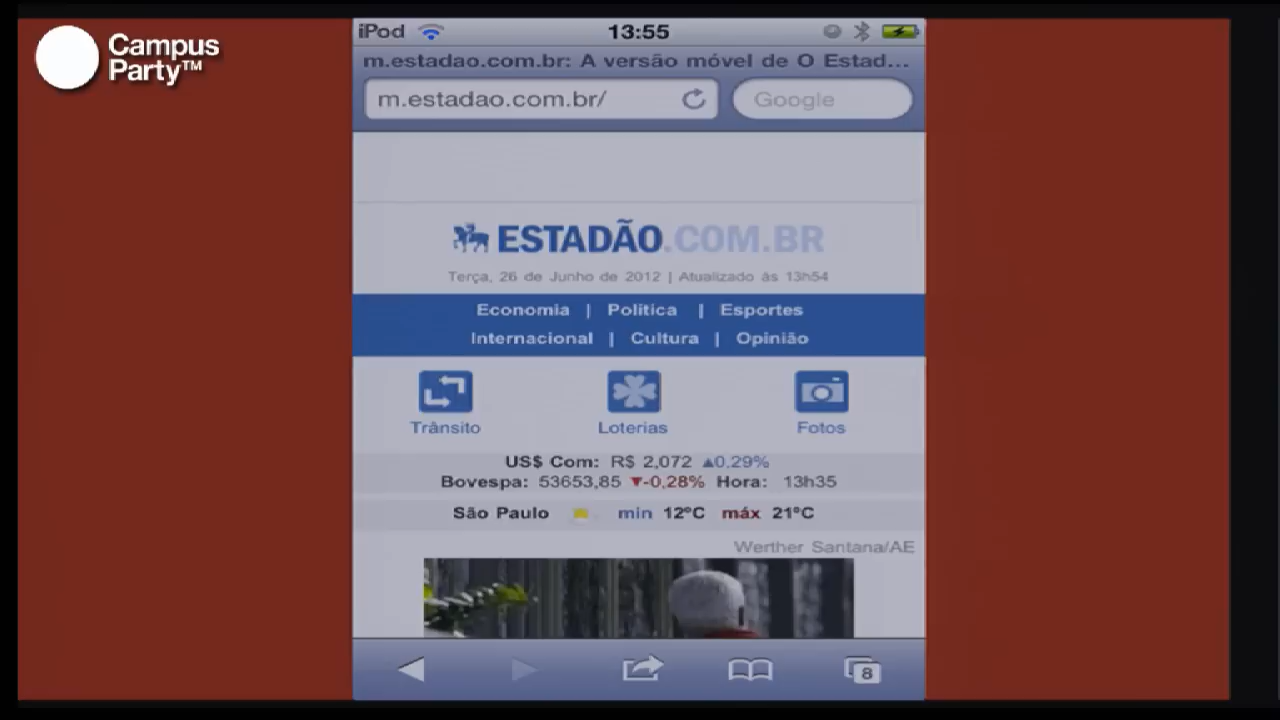 Campus
Party™
iPod 13:55
m.estadao.com.br: A versão móvel de O Estad...
m.estadao.com.br/ Google
ESTADÃO.COM.BR
Terça, 26 de Junho de 2012 | Atualizado às 13h54
Economia | Política | Esportes
Internacional | Cultura | Opinião
Trânsito Loterias Fotos
US$ Com: R$ 2,072 ▲0,29%
Bovespa: 53653,85 ▼-0,28% Hora: 13h35
São Paulo min 12ºC máx 21ºC
Werther Santana/AE
8